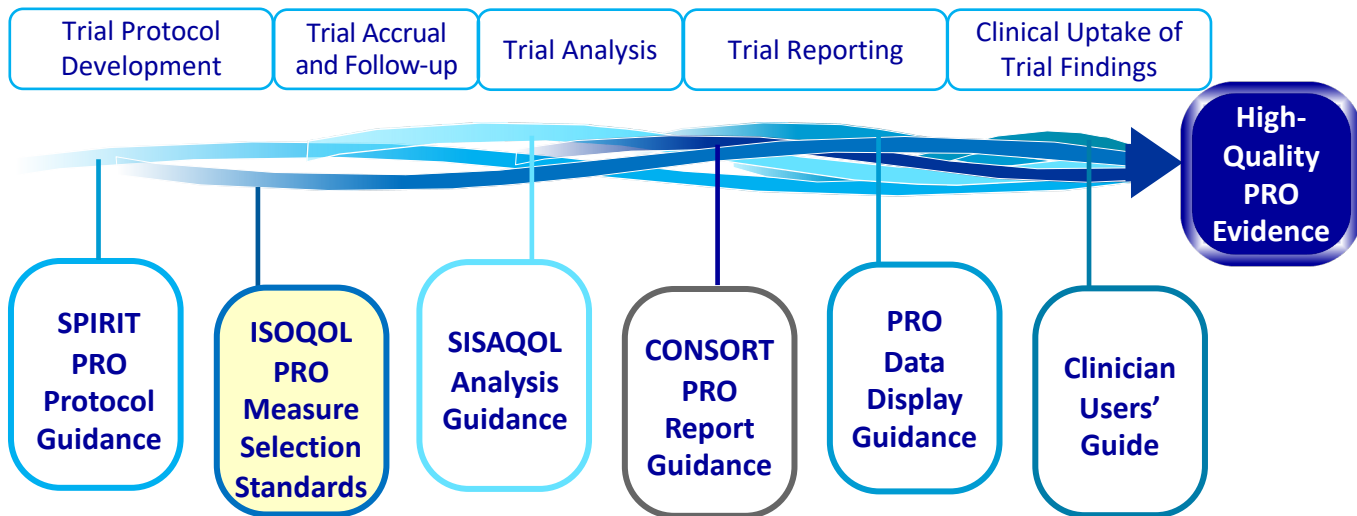 Trial Protocol
Development
Trial Accrual
and Follow-up
Trial Analysis
Trial Reporting
Clinical Uptake of
Trial Findings
High-
Quality
PRO
Evidence
SPIRIT
PRO
Protocol
Guidance
ISOQOL
PRO
Measure
Selection
Standards
SISAQOL
Analysis
Guidance
CONSORT
PRO
Report
Guidance
PRO
Data
Display
Guidance
Clinician
Users’
Guide